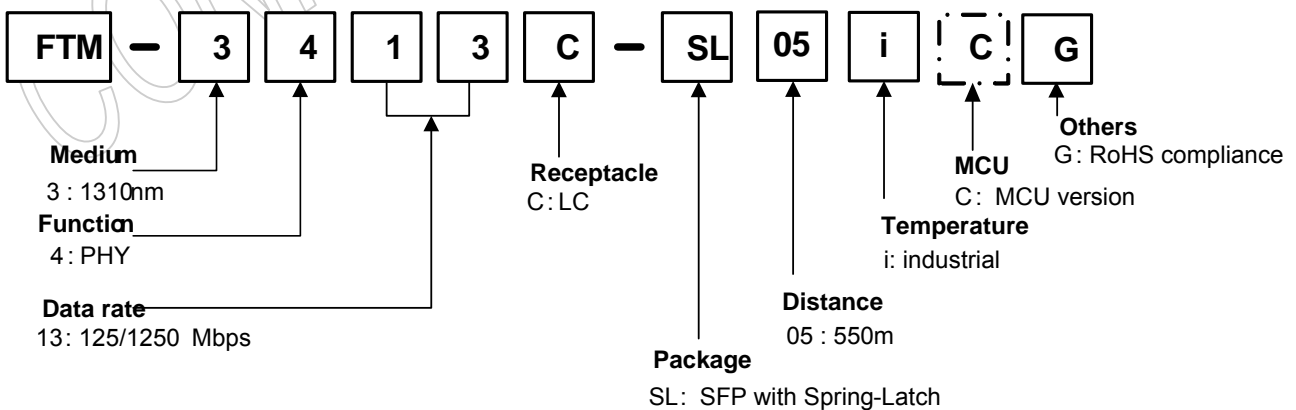 FTM – 3 4 1 3 C – SL 05 i C G
Medium
3 : 1310nm
Function
4 : PHY
Data rate
13: 125/1250 Mbps
Receptacle
C: LC
Package
SL: SFP with Spring-Latch
Distance
05 : 550m
Temperature
i: industrial
MCU
C: MCU version
Others
G: RoHS compliance